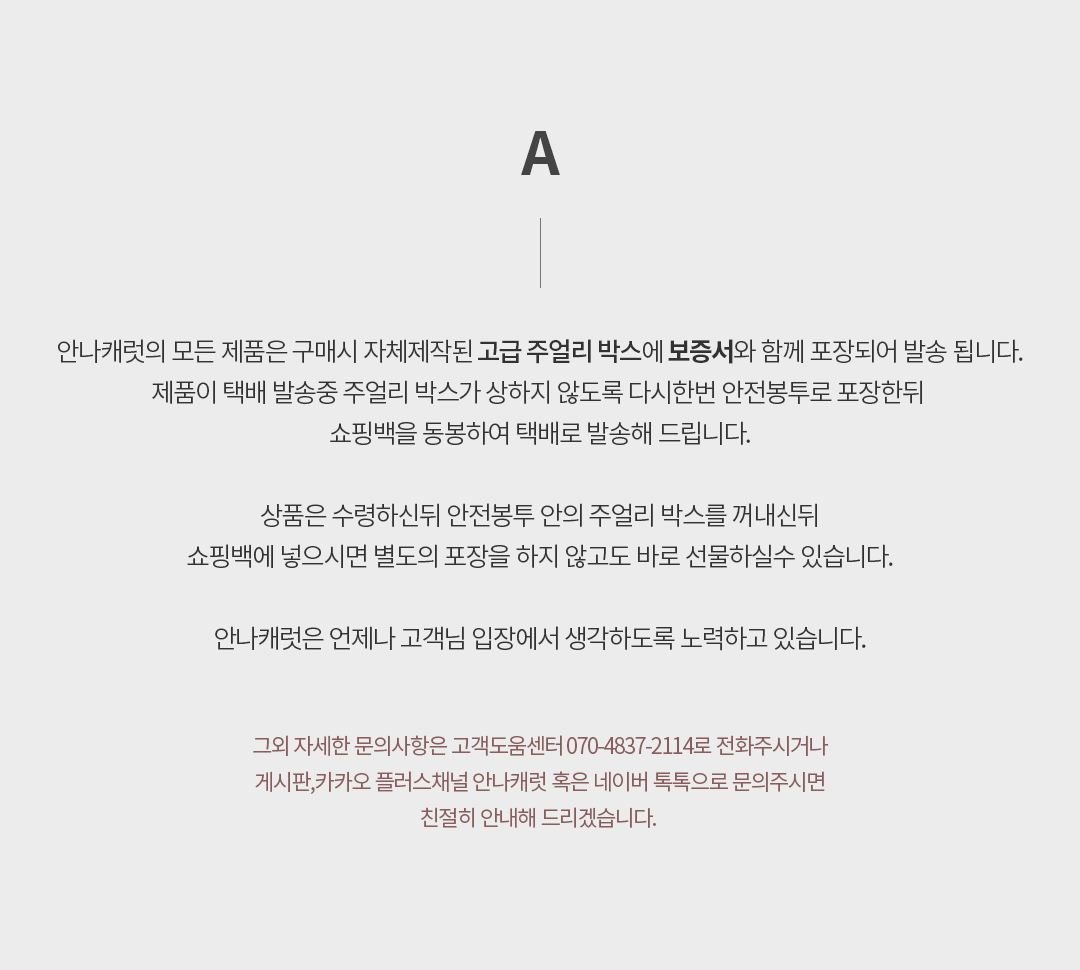 A
안나캐럿의 모든 제품은 구매시 자체제작된 고급 주얼리 박스에 보증서와 함께 포장되어 발송 됩니다.
제품이 택배 발송중 주얼리 박스가 상하지 않도록 다시한번 안전봉투로 포장한뒤
쇼핑백을 동봉하여 택배로 발송해 드립니다.
상품은 수령하신뒤 안전봉투 안의 주얼리 박스를 꺼내신뒤
쇼핑백에 넣으시면 별도의 포장을 하지 않고도 바로 선물하실수 있습니다.
안나캐럿은 언제나 고객님 입장에서 생각하도록 노력하고 있습니다.
그외 자세한 문의사항은 고객도움센터 070-4837-2114로 전화주시거나
게시판,카카오 플러스채널 안나캐럿 혹은 네이버 톡톡으로 문의주시면
친절히 안내해 드리겠습니다.